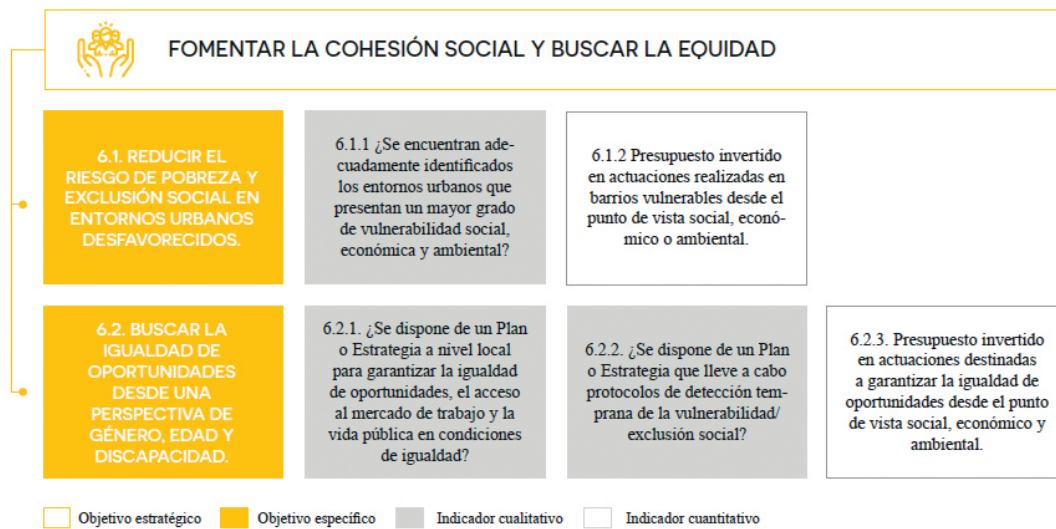 FOMENTAR LA COHESIÓN SOCIAL Y BUSCAR LA EQUIDAD
6.1. REDUCIR EL
RIESGO DE POBREZA Y
EXCLUSIÓN SOCIAL EN
ENTORNOS URBANOS
DESFAVORECIDOS.
6.1.1 ¿Se encuentran ade-
cuadamente identificados
los entornos urbanos que
presentan un mayor grado
de vulnerabilidad social,
económica y ambiental?
6.1.2 Presupuesto invertido
en actuaciones realizadas en
barrios vulnerables desde el
punto de vista social, econó-
mico o ambiental.
6.2. BUSCAR LA
IGUALDAD DE
OPORTUNIDADES
DESDE UNA
PERSPECTIVA DE
GÉNERO, EDAD Y
DISCAPACIDAD.
6.2.1. ¿Se dispone de un Plan
o Estrategia a nivel local
para garantizar la igualdad
de oportunidades, el acceso
al mercado de trabajo y la
vida pública en condiciones
de igualdad?
6.2.2. ¿Se dispone de un Plan
o Estrategia que lleve a cabo
protocolos de detección tem-
prana de la vulnerabilidad/
exclusión social?
6.2.3. Presupuesto invertido
en actuaciones destinadas
a garantizar la igualdad de
oportunidades desde el punto
de vista social, económico y
ambiental.
Objetivo estratégico
Objetivo específico
Indicador cualitativo
Indicador cuantitativo